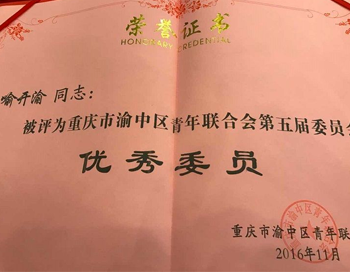 荣誉证书
HONORARY CREDENTIAL
喻开渝 同志：
被评为重庆市渝中区青年联合会第五届委员会
优秀委员
重庆市渝中区青年联
2016年11月